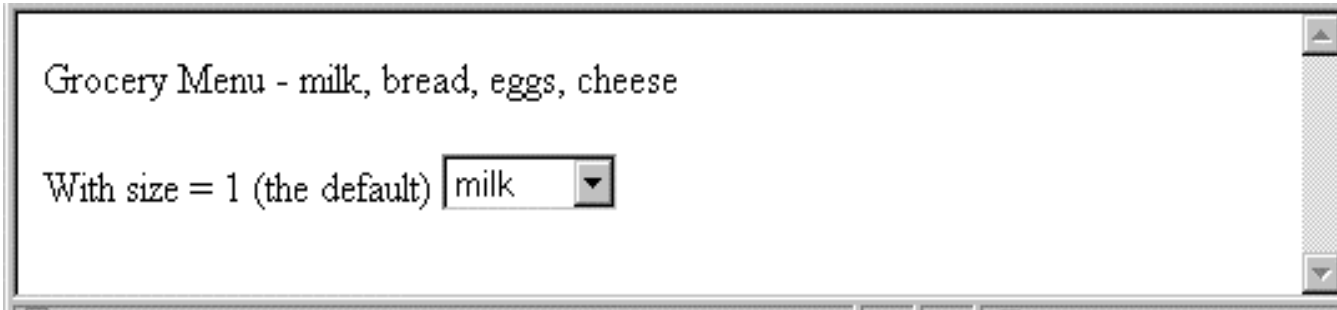 Grocery Menu - milk, bread, eggs, cheese
With size = 1 (the default) milk